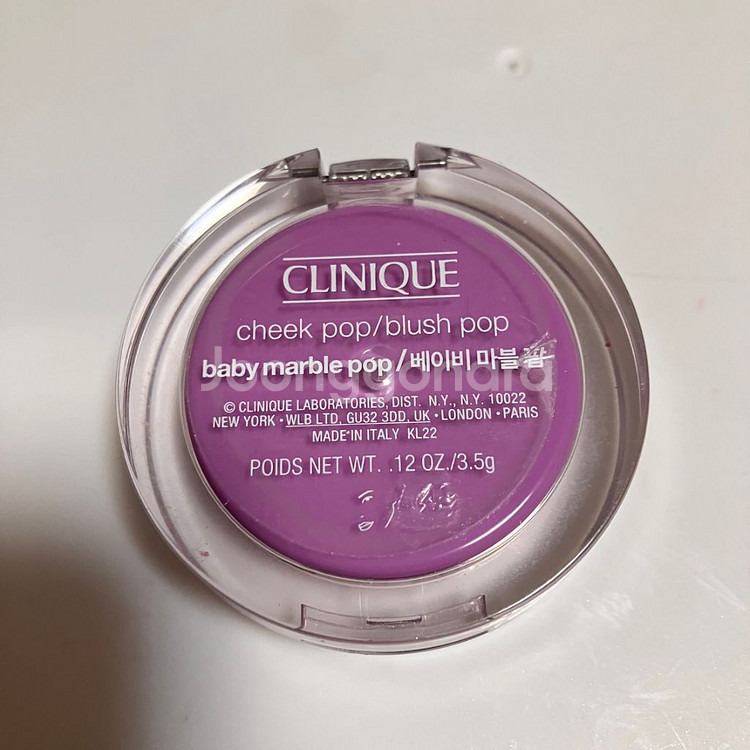 CLINIQUE
cheek pop/blush pop
baby marble pop / 베이비 마블 팝
Joonggonara
© CLINIQUE LABORATORIES, DIST. N.Y., N.Y. 10022
NEW YORK • WLB LTD, GU32 3DD, UK • LONDON • PARIS
MADE IN ITALY KL22
POIDS NET WT. .12 OZ./3.5g